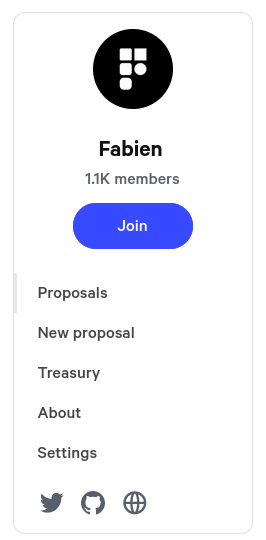 Fabien
1.1K members
Join
Proposals
New proposal
Treasury
About
Settings